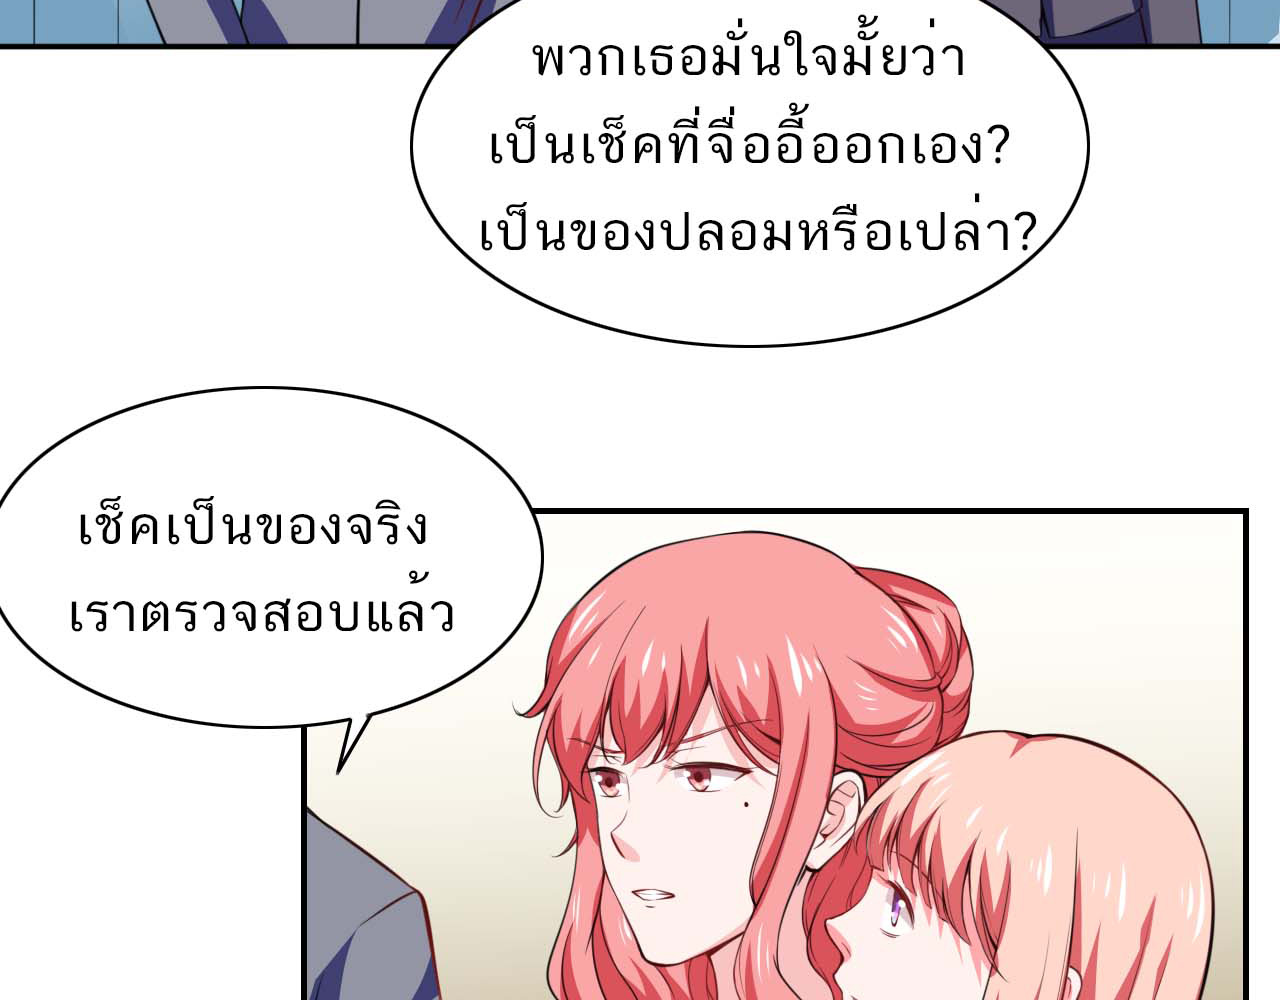 พวกเธอมั่นใจมั้ยว่า
เป็นเช็คที่จื่ออี้ออกเอง?
เป็นของปลอมหรือเปล่า?
เช็คเป็นของจริง
เราตรวจสอบแล้ว